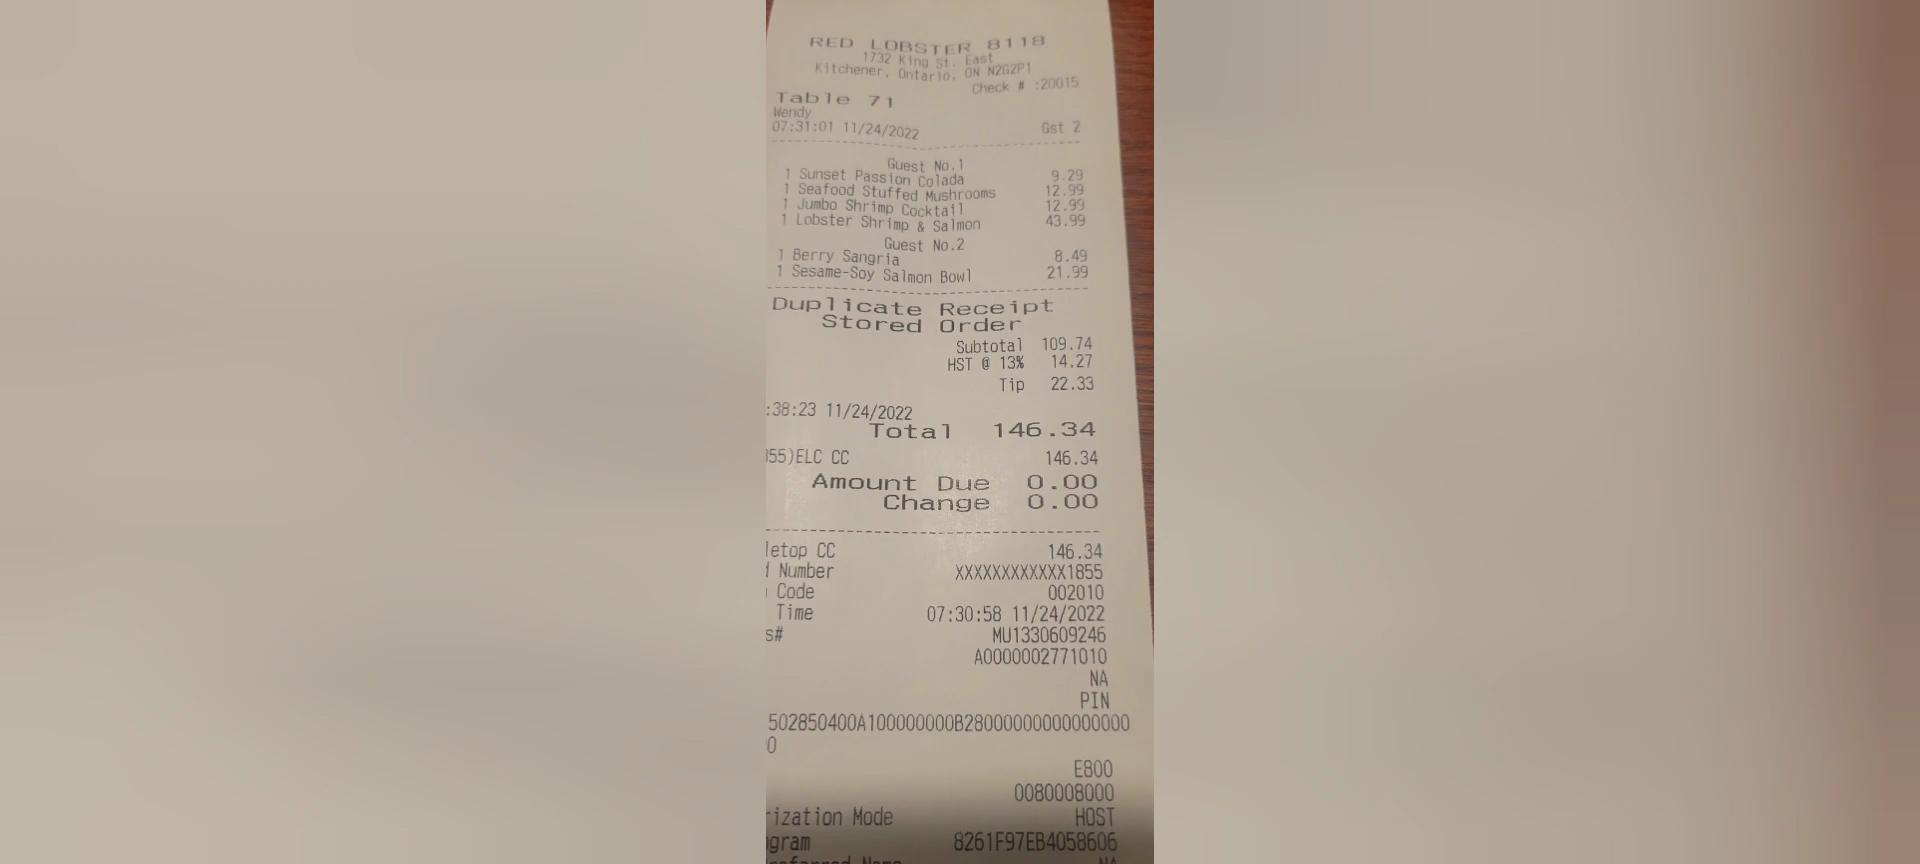 RED LOBSTER 8118
1732 King St. East
Kitchener, Ontario, ON N2G2P1
Check # :20015
Table 71
Wendy
07:31:01 11/24/2022 Gst 2
Guest No.1
1 Sunset Passion Colada 9.29
1 Seafood Stuffed Mushrooms 12.99
1 Jumbo Shrimp Cocktail 12.99
1 Lobster Shrimp & Salmon 43.99
Guest No.2
1 Berry Sangria 8.49
1 Sesame-Soy Salmon Bowl 21.99
Duplicate Receipt
Stored Order
Subtotal 109.74
HST @ 13% 14.27
Tip 22.33
:38:23 11/24/2022
Total 146.34
55)ELC CC 146.34
Amount Due 0.00
Change 0.00
letop CC 146.34
Number XXXXXXXXXXXX1855
Code 002010
Time 07:30:58 11/24/2022
s# MU1330609246
A0000002771010
NA
PIN
502850400A100000000B28000000000000000
0
E800
0080008000
rization Mode HOST
gram 8261F97EB4058606
referred Name NA